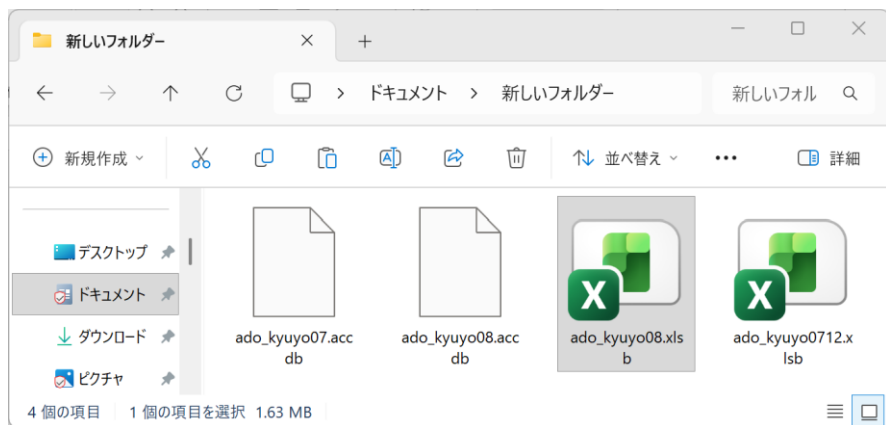 新しいフォルダー
ドキュメント > 新しいフォルダー
新しいフォル
新規作成
並べ替え
詳細
デスクトップ
ドキュメント
ダウンロード
ピクチャ
ado_kyuyo07.acc
db
ado_kyuyo08.acc
db
ado_kyuyo08.xls
b
ado_kyuyo0712.x
lsb
4 個の項目 1 個の項目を選択 1.63 MB